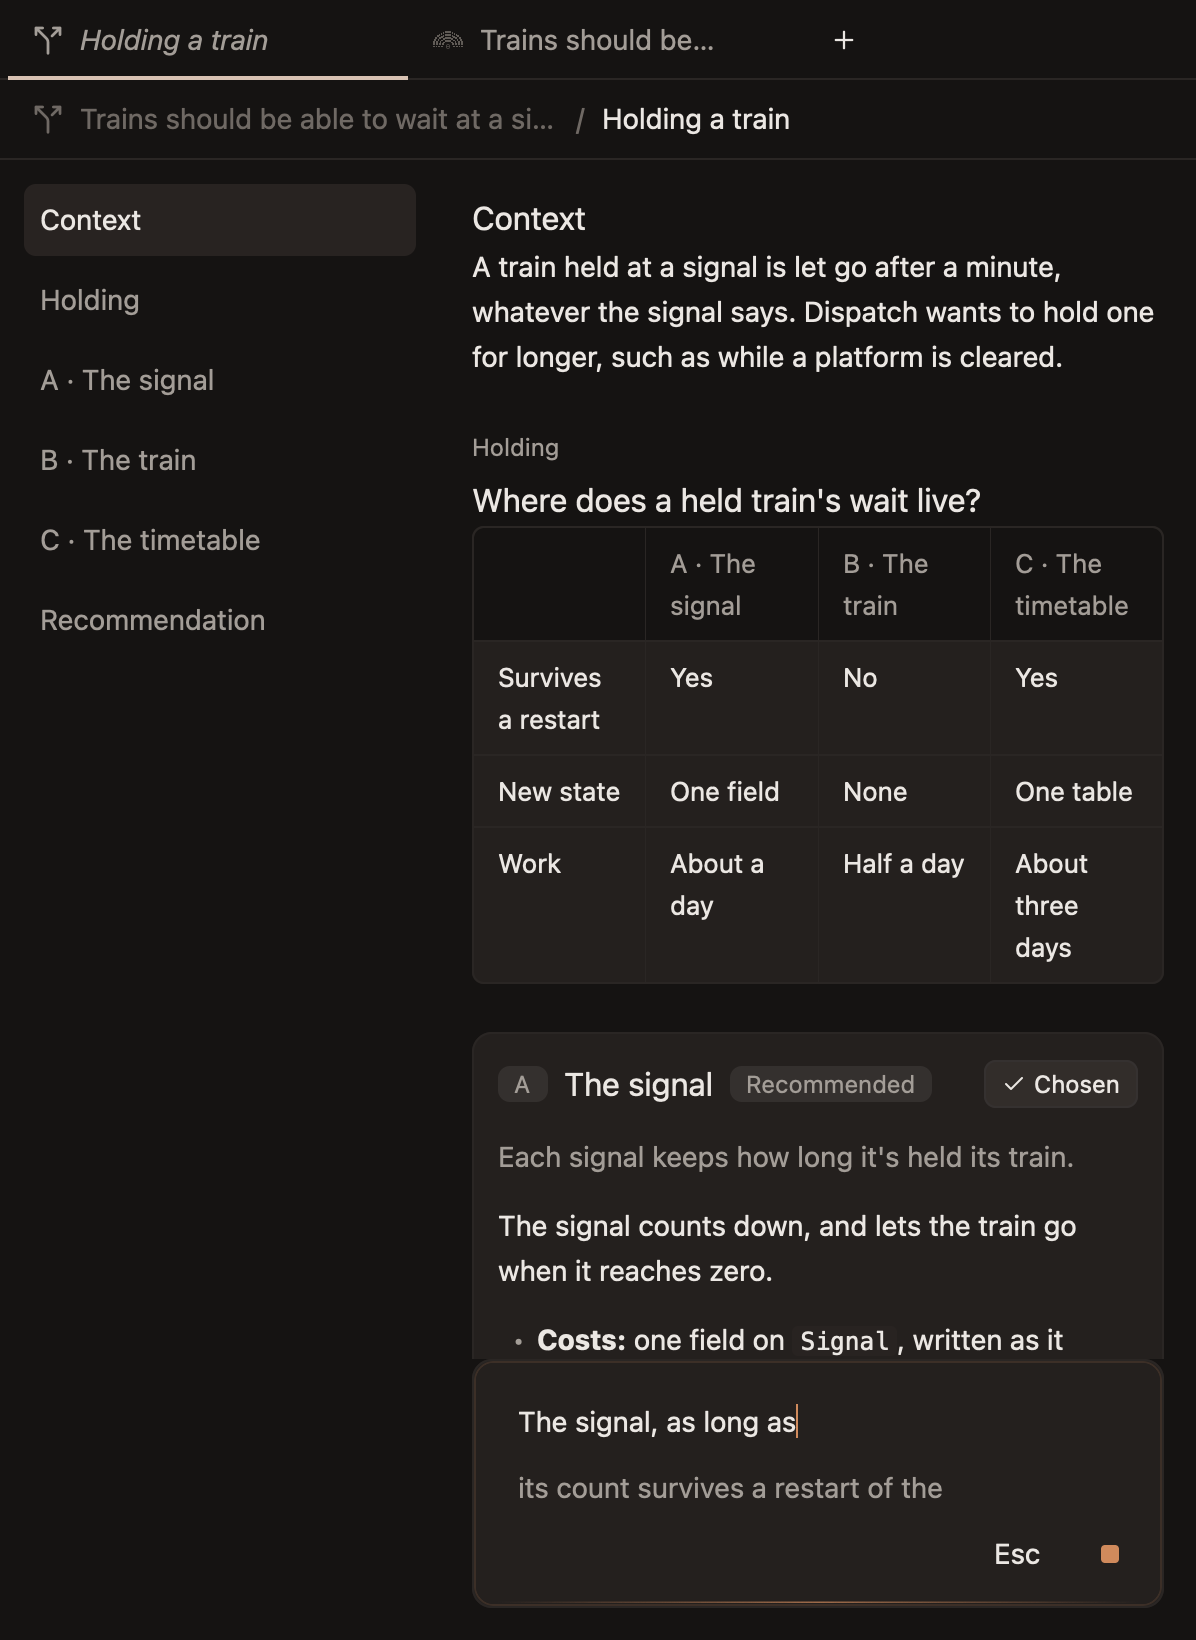 Holding a train
Trains should be...
+
Trains should be able to wait at a si... / Holding a train
Context
Holding
A · The signal
B · The train
C · The timetable
Recommendation
Context
A train held at a signal is let go after a minute,
whatever the signal says. Dispatch wants to hold one
for longer, such as while a platform is cleared.
Holding
Where does a held train's wait live?
A · The signal
B · The train
C · The timetable
Survives a restart
Yes
No
Yes
New state
One field
None
One table
Work
About a day
Half a day
About three days
A The signal Recommended ✓ Chosen
Each signal keeps how long it's held its train.
The signal counts down, and lets the train go
when it reaches zero.
• Costs: one field on Signal, written as it
The signal, as long as
its count survives a restart of the
Esc